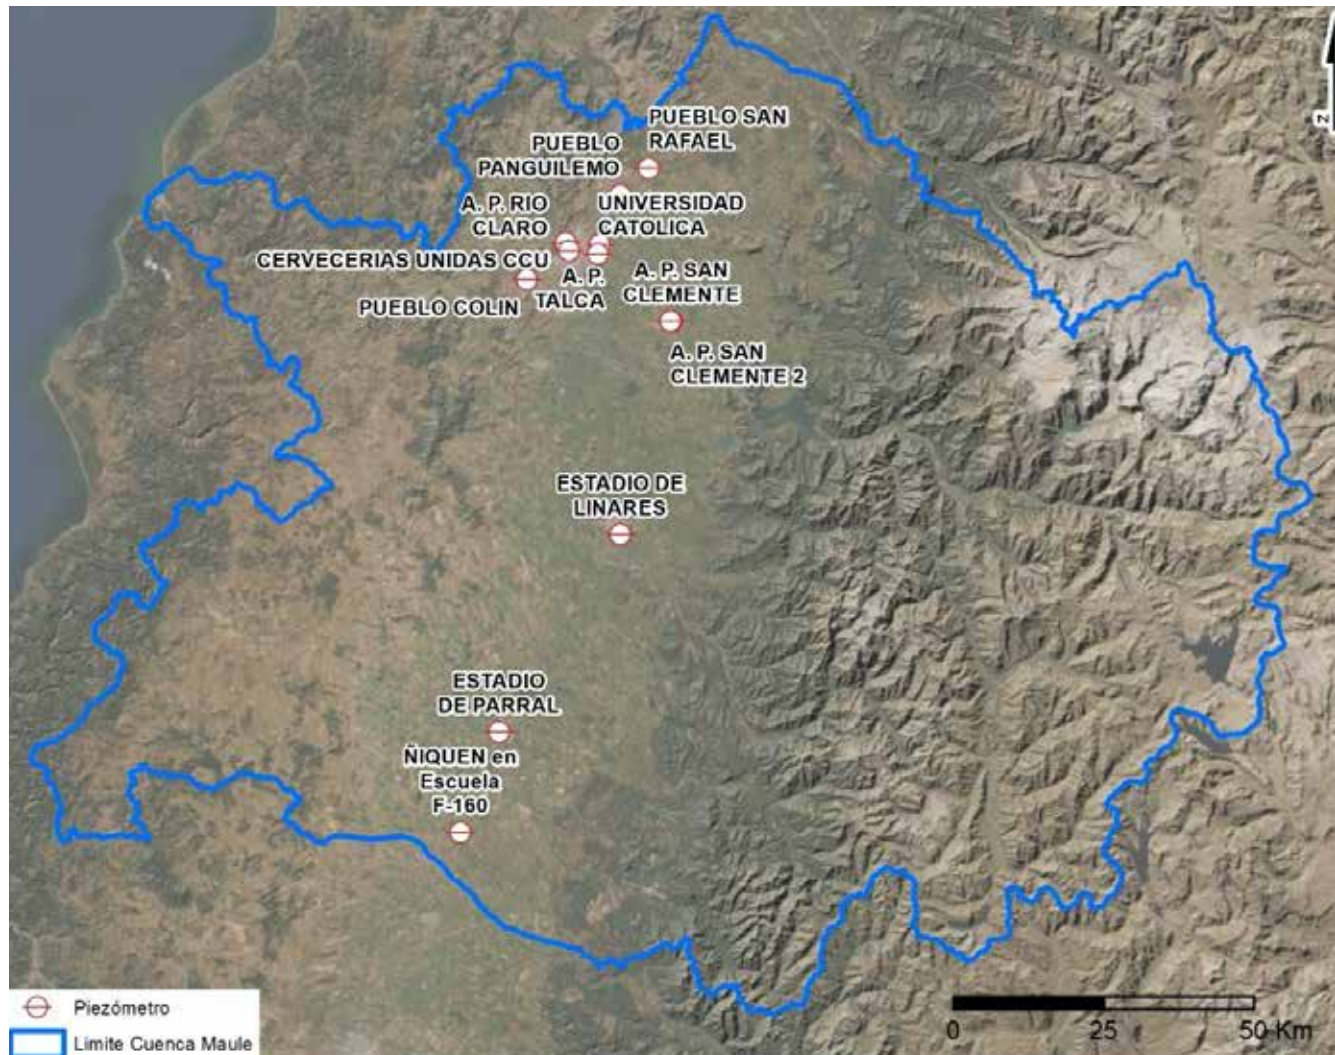 PUEBLO SAN
RAFAEL
PUEBLO
PANGUILEMO
A. P. RIO
CLARO
UNIVERSIDAD
CATOLICA
CERVECERIAS UNIDAS CCU
A. P.
TALCA
A. P. SAN
CLEMENTE
PUEBLO COLIN
A. P. SAN
CLEMENTE 2
ESTADIO DE
LINARES
ESTADIO
DE PARRAL
ÑIQUEN en
Escuela
F-160
Piezómetro
Límite Cuenca Maule
0 25 50 Km
N